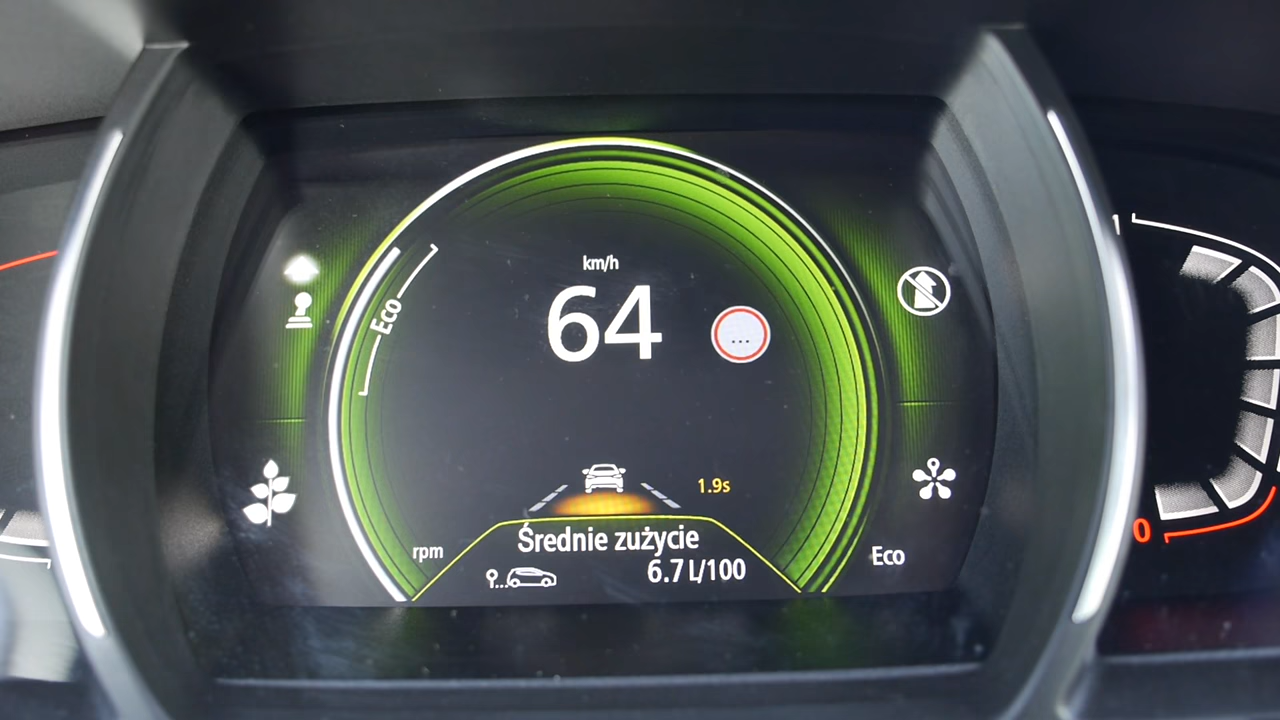 km/h
64
...
Eco
1.9s
Średnie zużycie
rpm
6.7 L/100
Eco
0